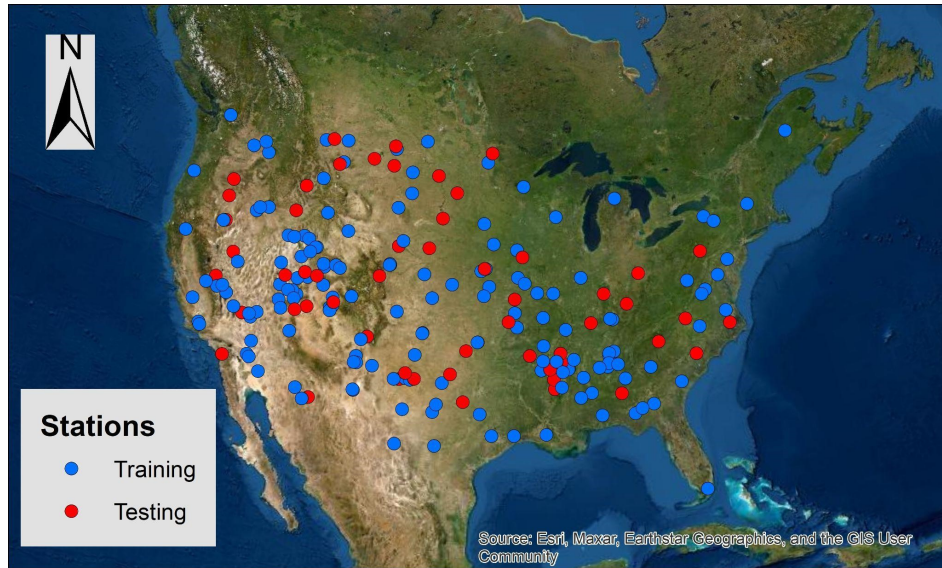 N
Stations
Training
Testing
Source: Esri, Maxar, Earthstar Geographics, and the GIS User
Community